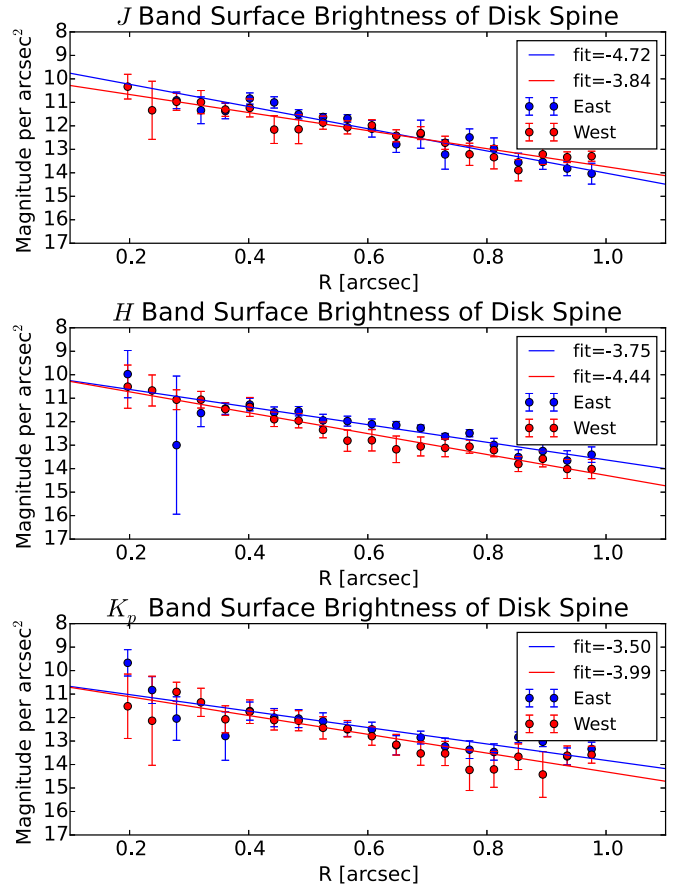 J Band Surface Brightness of Disk Spine
8
9
10
11
12
13
14
15
16
17
Magnitude per arcsec²
fit=-4.72
fit=-3.84
East
West
0.2 0.4 0.6 0.8 1.0
R [arcsec]
H Band Surface Brightness of Disk Spine
8
9
10
11
12
13
14
15
16
17
Magnitude per arcsec²
fit=-3.75
fit=-4.44
East
West
0.2 0.4 0.6 0.8 1.0
R [arcsec]
Kp Band Surface Brightness of Disk Spine
8
9
10
11
12
13
14
15
16
17
Magnitude per arcsec²
fit=-3.50
fit=-3.99
East
West
0.2 0.4 0.6 0.8 1.0
R [arcsec]